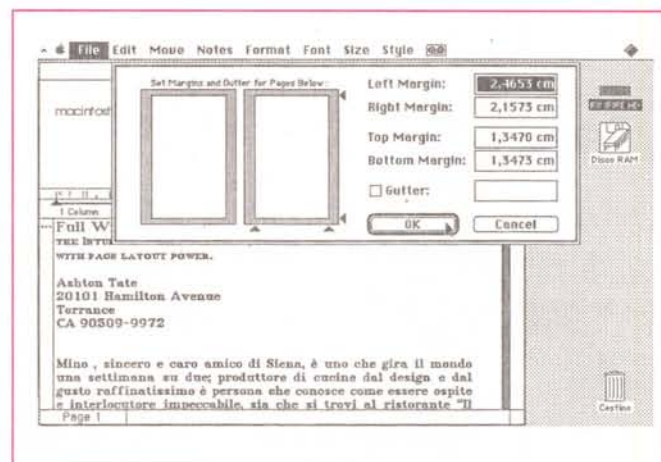 File Edit Move Notes Format Font Size Style
Set Margins and Gutter for Pages Below:
Left Margin: 2,4653 cm
Right Margin: 2,1573 cm
Top Margin: 1,3470 cm
Bottom Margin: 1,3473 cm
Gutter:
OK Cancel
macintosh
Disco RAM
1 Column
Full W
WITH PAGE LAYOUT POWER.
Ashton Tate
20101 Hamilton Avenue
Torrance
CA 90509-9972
Mino , sincero e caro amico di Siena, è uno che gira il mondo
una settimana su due; produttore di cucine dal design e dal
gusto raffinatissimo è persona che conosce come essere ospite
e interlocutore impeccabile, sia che si trovi al ristorante "Il
Page 1
Cestino